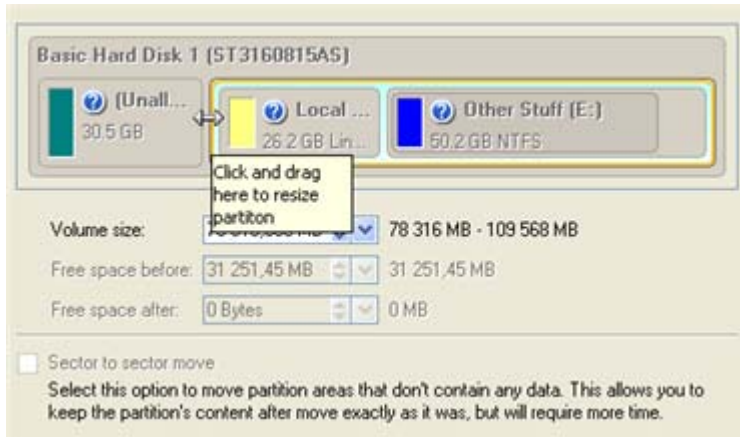 Basic Hard Disk 1 (ST3160815AS)
(Unall...
30.5 GB
Local ...
26.2 GB Lin...
Other Stuff (E:)
50.2 GB NTFS
Click and drag
here to resize
partiton
Volume size:
78 316 MB - 109 568 MB
Free space before: 31 251,45 MB 31 251,45 MB
Free space after: 0 Bytes 0 MB
Sector to sector move
Select this option to move partition areas that don't contain any data. This allows you to
keep the partition's content after move exactly as it was, but will require more time.